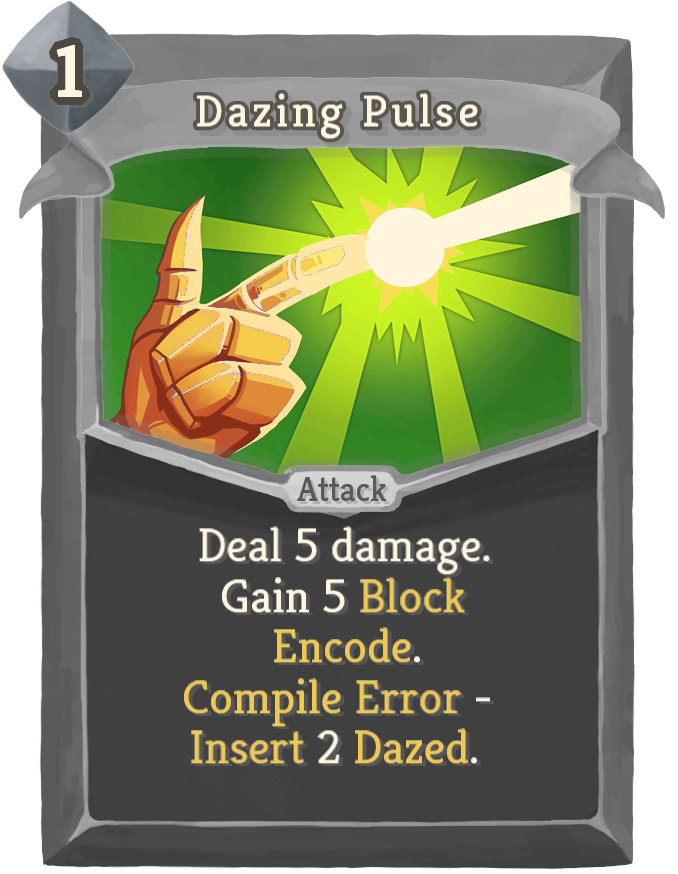 1
Dazing Pulse
Attack
Deal 5 damage.
Gain 5 Block
Encode.
Compile Error -
Insert 2 Dazed.